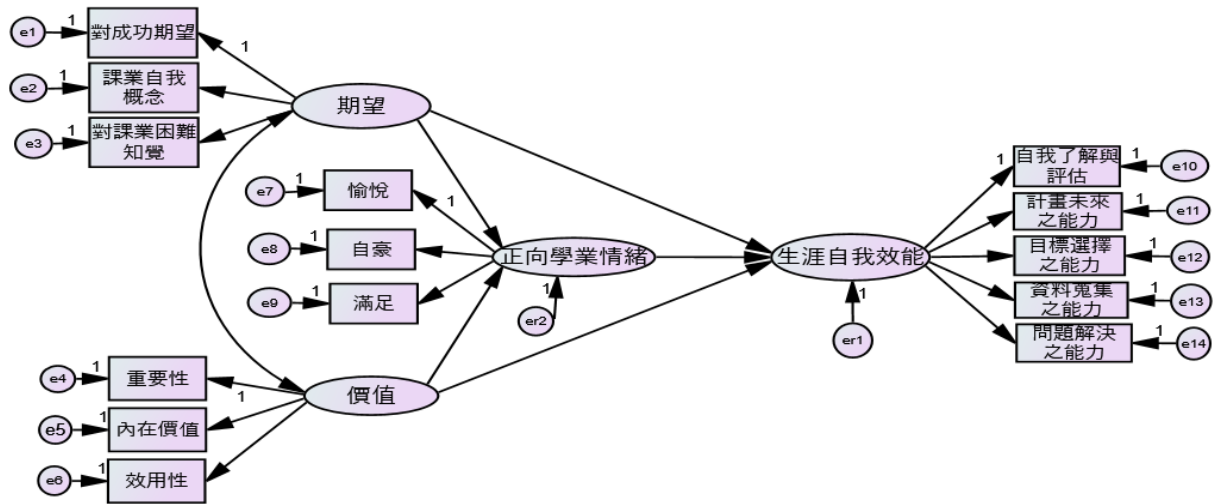 e1
1
對成功期望
1
e2
1
課業自我
概念
e3
1
對課業困難
知覺
期望
e7
1
愉悅
1
e8
1
自豪
e9
1
滿足
正向學業情緒
1
er2
生涯自我效能
1
er1
1
自我了解與
評估
1
e10
計畫未來
之能力
1
e11
目標選擇
之能力
1
e12
資料蒐集
之能力
1
e13
問題解決
之能力
1
e14
e4
1
重要性
1
e5
1
內在價值
e6
1
效用性
價值